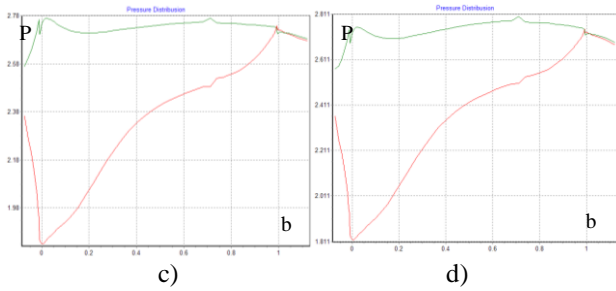 Pressure Distribution
P
2.78
2.58
2.38
2.18
1.98
0
0.2
0.4
0.6
0.8
1
b
c)
Pressure Distribution
P
2.811
2.611
2.411
2.211
2.011
1.811
0
0.2
0.4
0.6
0.8
1
b
d)